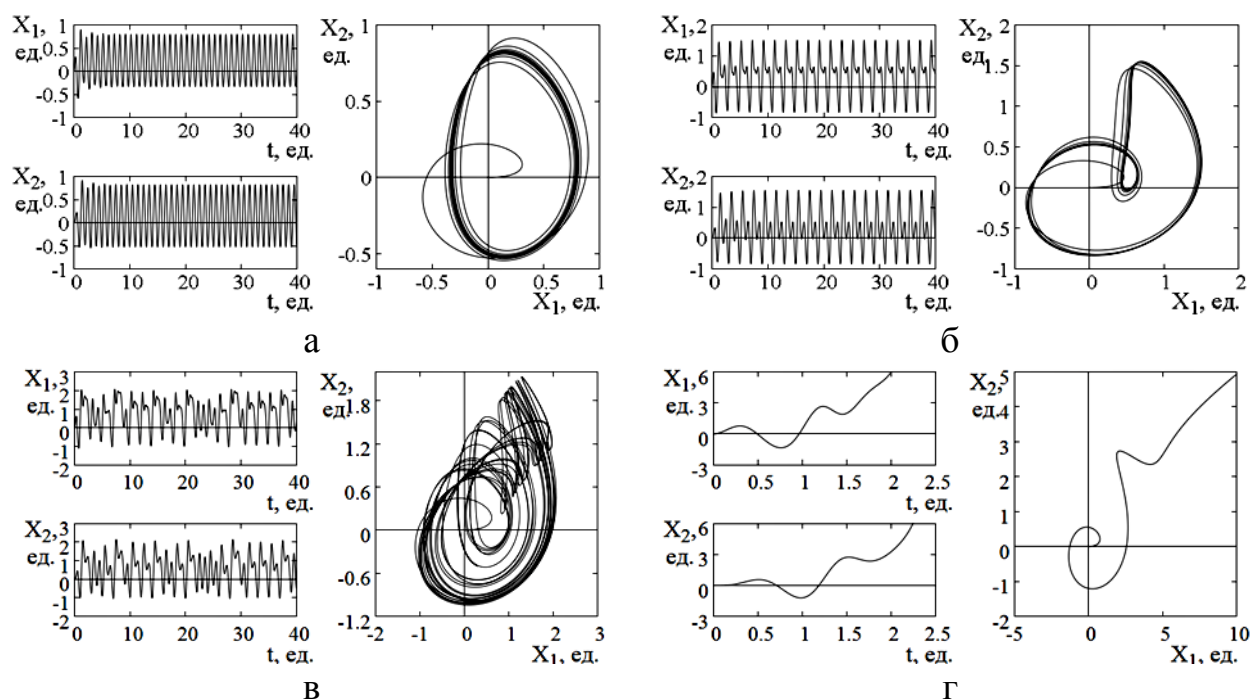 X₁, ед. 0.5 0 -0.5 -1
0 10 20 30 40
t, ед.
X₂, ед. 0.5 0 -0.5 -1
0 10 20 30 40
t, ед.
X₂, ед. 1 0.5 0 -0.5
-1 -0.5 0 0.5 1
X₁, ед.
а
X₁, ед. 2 1 0 -1
0 10 20 30 40
t, ед.
X₂, ед. 2 1 0 -1
0 10 20 30 40
t, ед.
X₂, ед. 2 1.5 1 0.5 0 -0.5 -1
-1 0 1 2
X₁, ед.
б
X₁, ед. 3 2 1 0 -2
0 10 20 30 40
t, ед.
X₂, ед. 3 2 1 0 -1 -2
0 10 20 30 40
t, ед.
X₂, ед. 1.8 1.2 0.6 0 -0.6 -1.2
-2 -1 0 1 2 3
X₁, ед.
в
X₁, ед. 6 3 0 -3
0 0.5 1 1.5 2 2.5
t, ед.
X₂, ед. 6 3 0 -3
0 0.5 1 1.5 2 2.5
t, ед.
X₂, ед. 5 4 3 2 1 0 -1 -2
-5 0 5 10
X₁, ед.
г